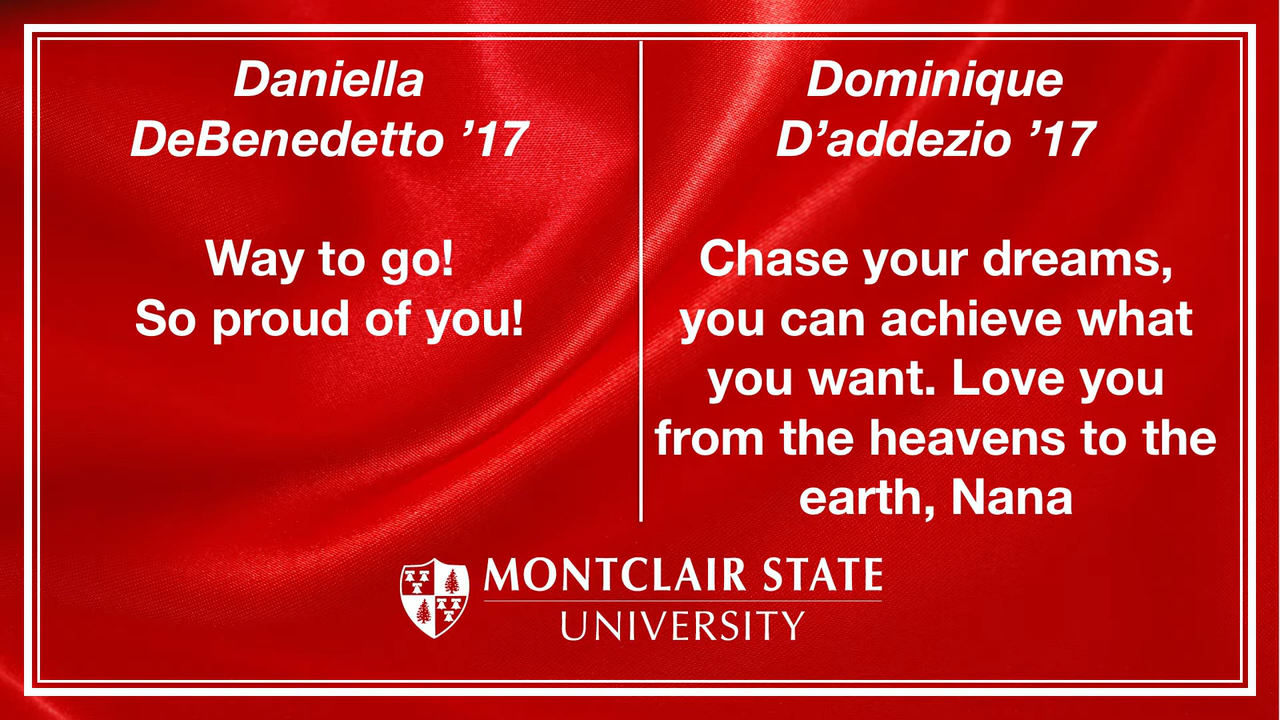 Daniella
DeBenedetto ’17
Way to go!
So proud of you!
Dominique
D’addezio ’17
Chase your dreams,
you can achieve what
you want. Love you
from the heavens to the
earth, Nana
MONTCLAIR STATE
UNIVERSITY